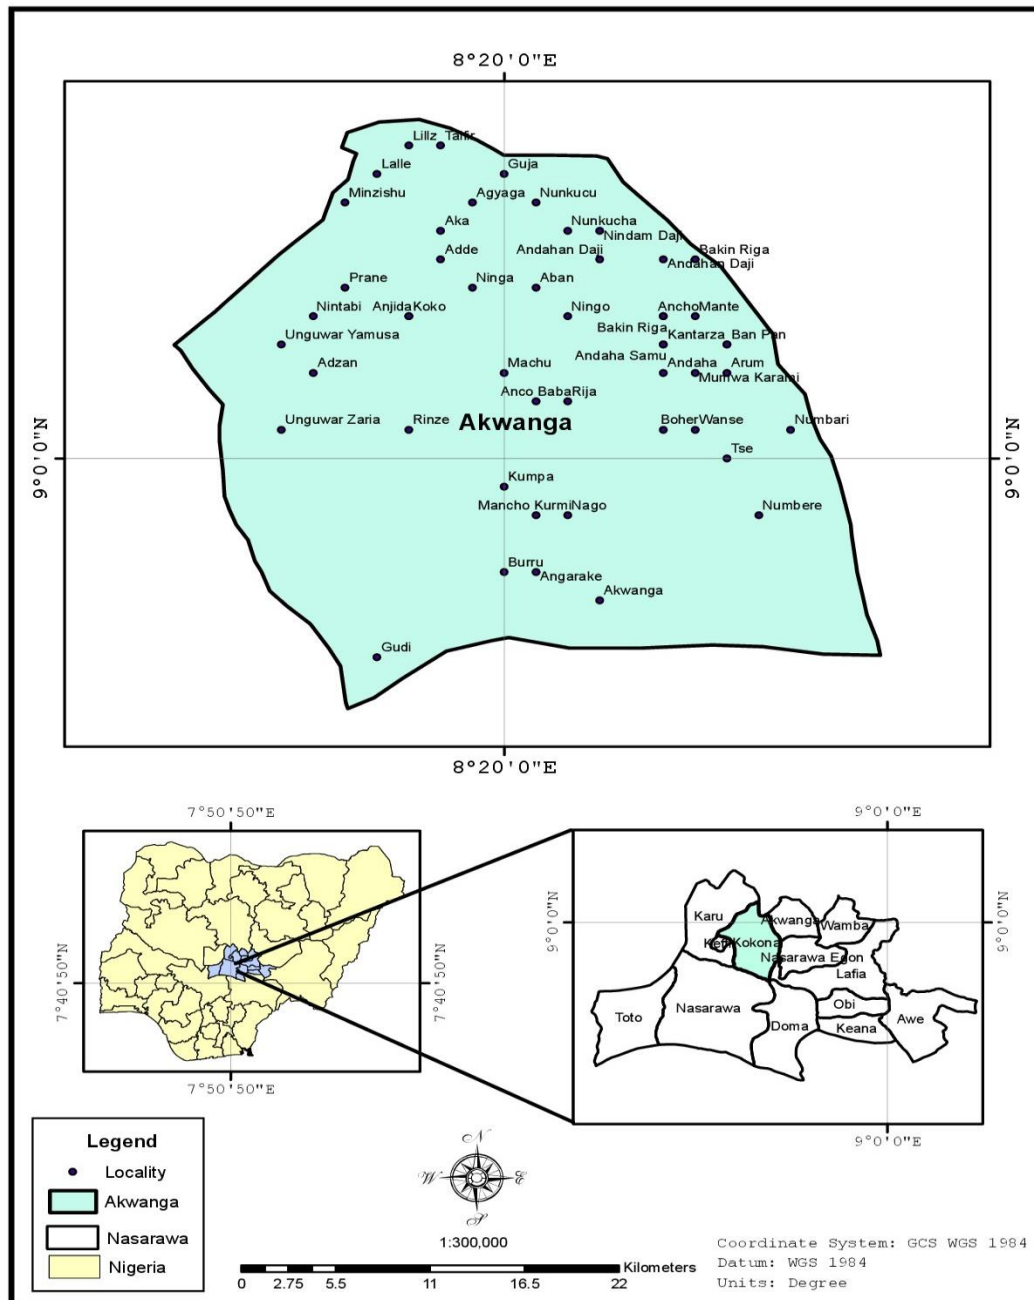 8°20'0"E
Lillz Talfir
Lalle Guja
Minzishu Agyaga Nunkucu
Aka Nunkucha
Nindam Daji
Adde Andahan Daji Bakin Riga
Andahan Daji
Prane Ninga Aban
Nintabi Anjida Koko Ningo Ancho Mante
Bakin Riga
Unguwar Yamusa Kantarza Ban Pan
Andaha Samu
Adzan Machu Andaha Arum
Mumwa Karami
Anco Baba Rija
Akwanga
Unguwar Zaria Rinze Boher Wanse Numbari
9°0'0"N 9°0'0"N
Tse
Kumpa
Mancho Kurmi Nago Numbere
Burru
Angarake
Akwanga
Gudi
8°20'0"E
7°50'50"E
7°40'50"N 7°40'50"N
7°50'50"E
9°0'0"E
9°0'0"N 9°0'0"N
Karu Akwanga Wamba
Kokona
Nasarawa Egon
Lafia
Obi
Toto Nasarawa Doma Keana Awe
9°0'0"E
Legend
Locality
Akwanga
Nasarawa
Nigeria
N
W E
S
1:300,000
Kilometers
0 2.75 5.5 11 16.5 22
Coordinate System: GCS WGS 1984
Datum: WGS 1984
Units: Degree